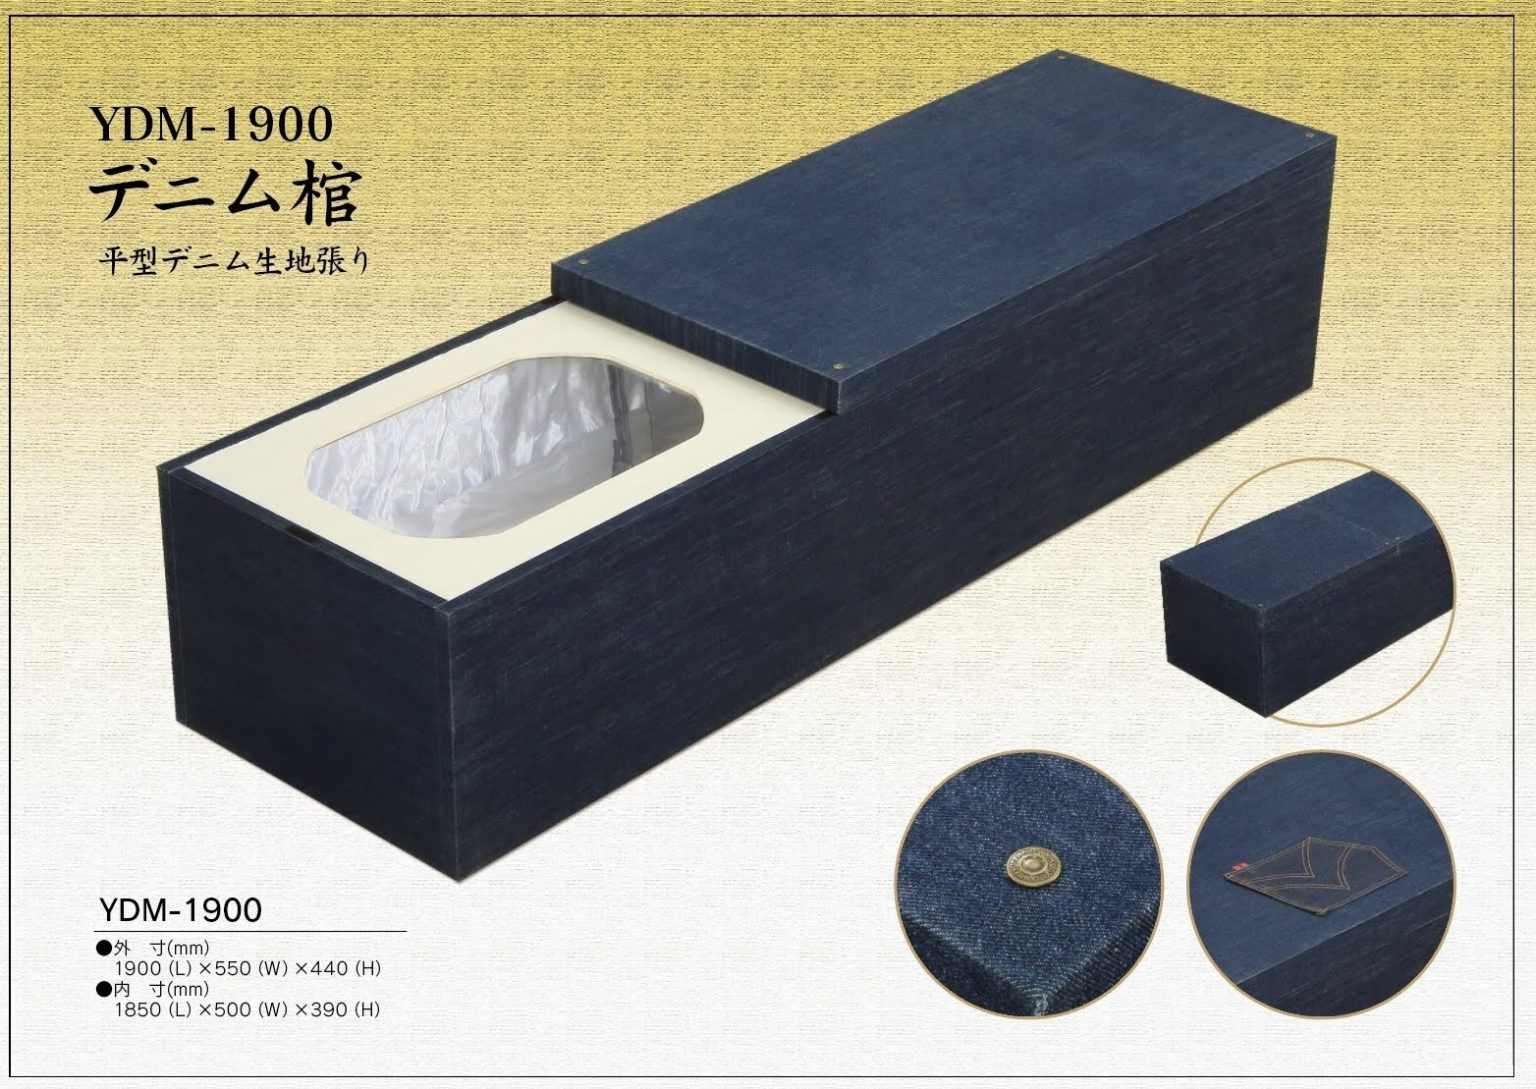 YDM-1900
デニム棺
平型デニム生地張り
YDM-1900
●外　寸(mm)
1900 (L) ×550 (W) ×440 (H)
●内　寸(mm)
1850 (L) ×500 (W) ×390 (H)